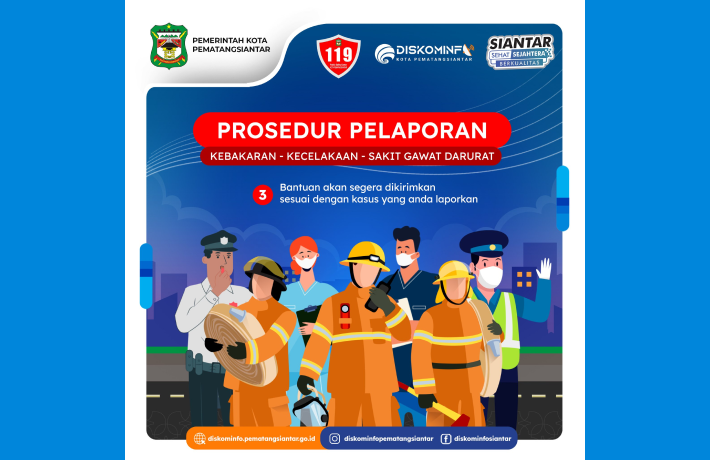 PEMERINTAH KOTA
PEMATANGSIANTAR
119
DISKOMINFO
KOTA PEMATANGSIANTAR
SIANTAR
SEHAT SEJAHTERA
BERKUALITAS
PROSEDUR PELAPORAN
KEBAKARAN - KECELAKAAN - SAKIT GAWAT DARURAT
3
Bantuan akan segera dikirimkan
sesuai dengan kasus yang anda laporkan
diskominfo.pematangsiantar.go.id
diskominfopematangsiantar
diskominfosiantar